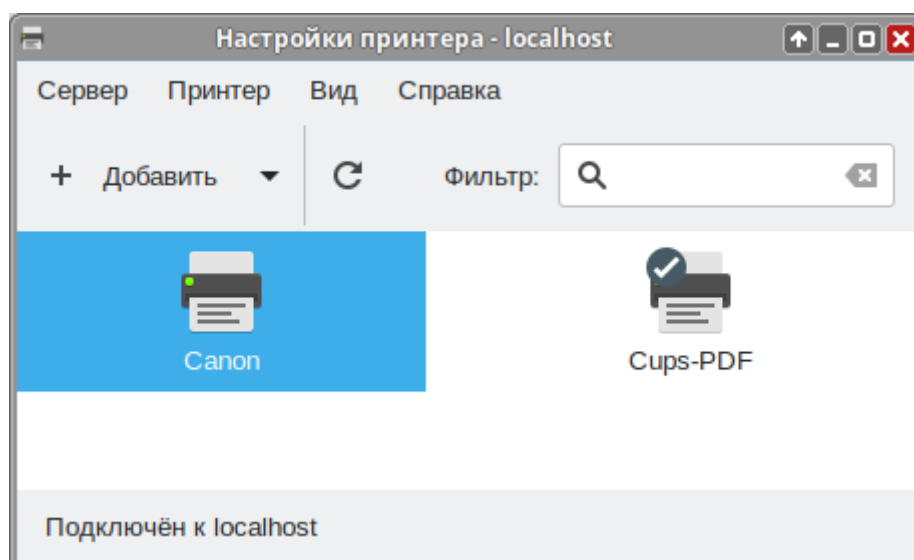 Настройки принтера - localhost
Сервер Принтер Вид Справка
+ Добавить Фильтр:
Canon Cups-PDF
Подключён к localhost